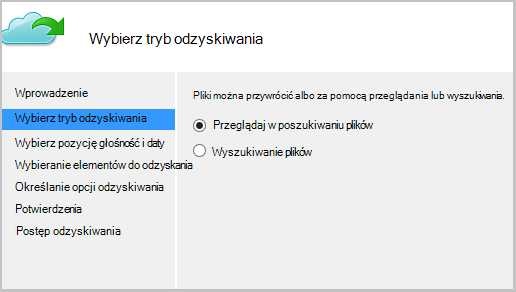 Wybierz tryb odzyskiwania
Wprowadzenie
Wybierz tryb odzyskiwania
Wybierz pozycję głośność i daty
Wybieranie elementów do odzyskania
Określanie opcji odzyskiwania
Potwierdzenia
Postęp odzyskiwania
Pliki można przywrócić albo za pomocą przeglądania lub wyszukiwania.
Przeglądaj w poszukiwaniu plików
Wyszukiwanie plików